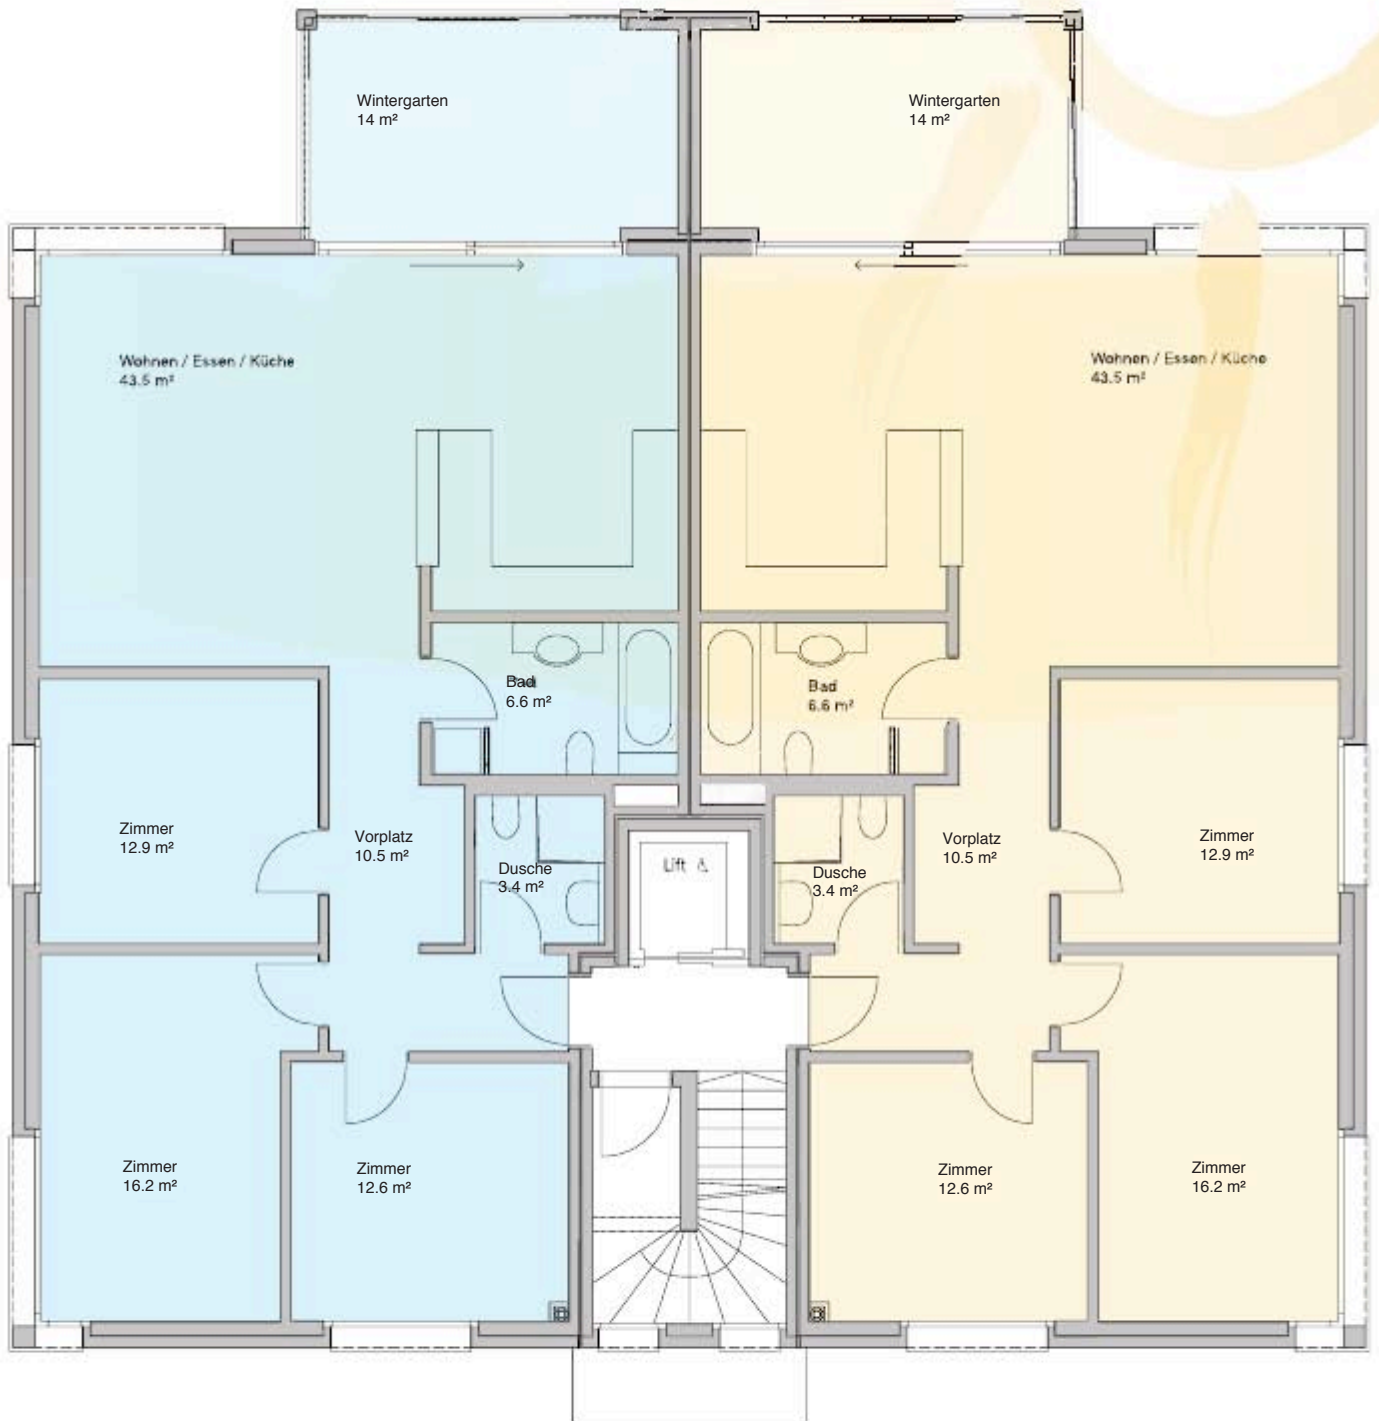 Wintergarten
14 m²
Wintergarten
14 m²
Wohnen / Essen / Küche
43.5 m²
Wohnen / Essen / Küche
43.5 m²
Bad
6.6 m²
Bad
6.6 m²
Zimmer
12.9 m²
Vorplatz
10.5 m²
Dusche
3.4 m²
Lift
Dusche
3.4 m²
Vorplatz
10.5 m²
Zimmer
12.9 m²
Zimmer
16.2 m²
Zimmer
12.6 m²
Zimmer
12.6 m²
Zimmer
16.2 m²